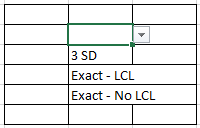 3 SD
Exact - LCL
Exact - No LCL